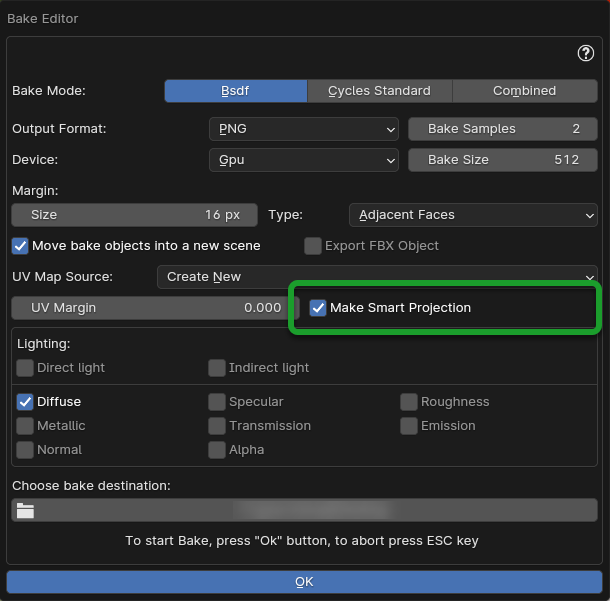 Bake Editor
?
Bake Mode: Bsdf Cycles Standard Combined
Output Format: PNG Bake Samples 2
Device: Gpu Bake Size 512
Margin:
Size 16 px Type: Adjacent Faces
Move bake objects into a new scene Export FBX Object
UV Map Source: Create New
UV Margin 0.000 Make Smart Projection
Lighting:
Direct light Indirect light
Diffuse Specular Roughness
Metallic Transmission Emission
Normal Alpha
Choose bake destination:
To start Bake, press "Ok" button, to abort press ESC key
OK